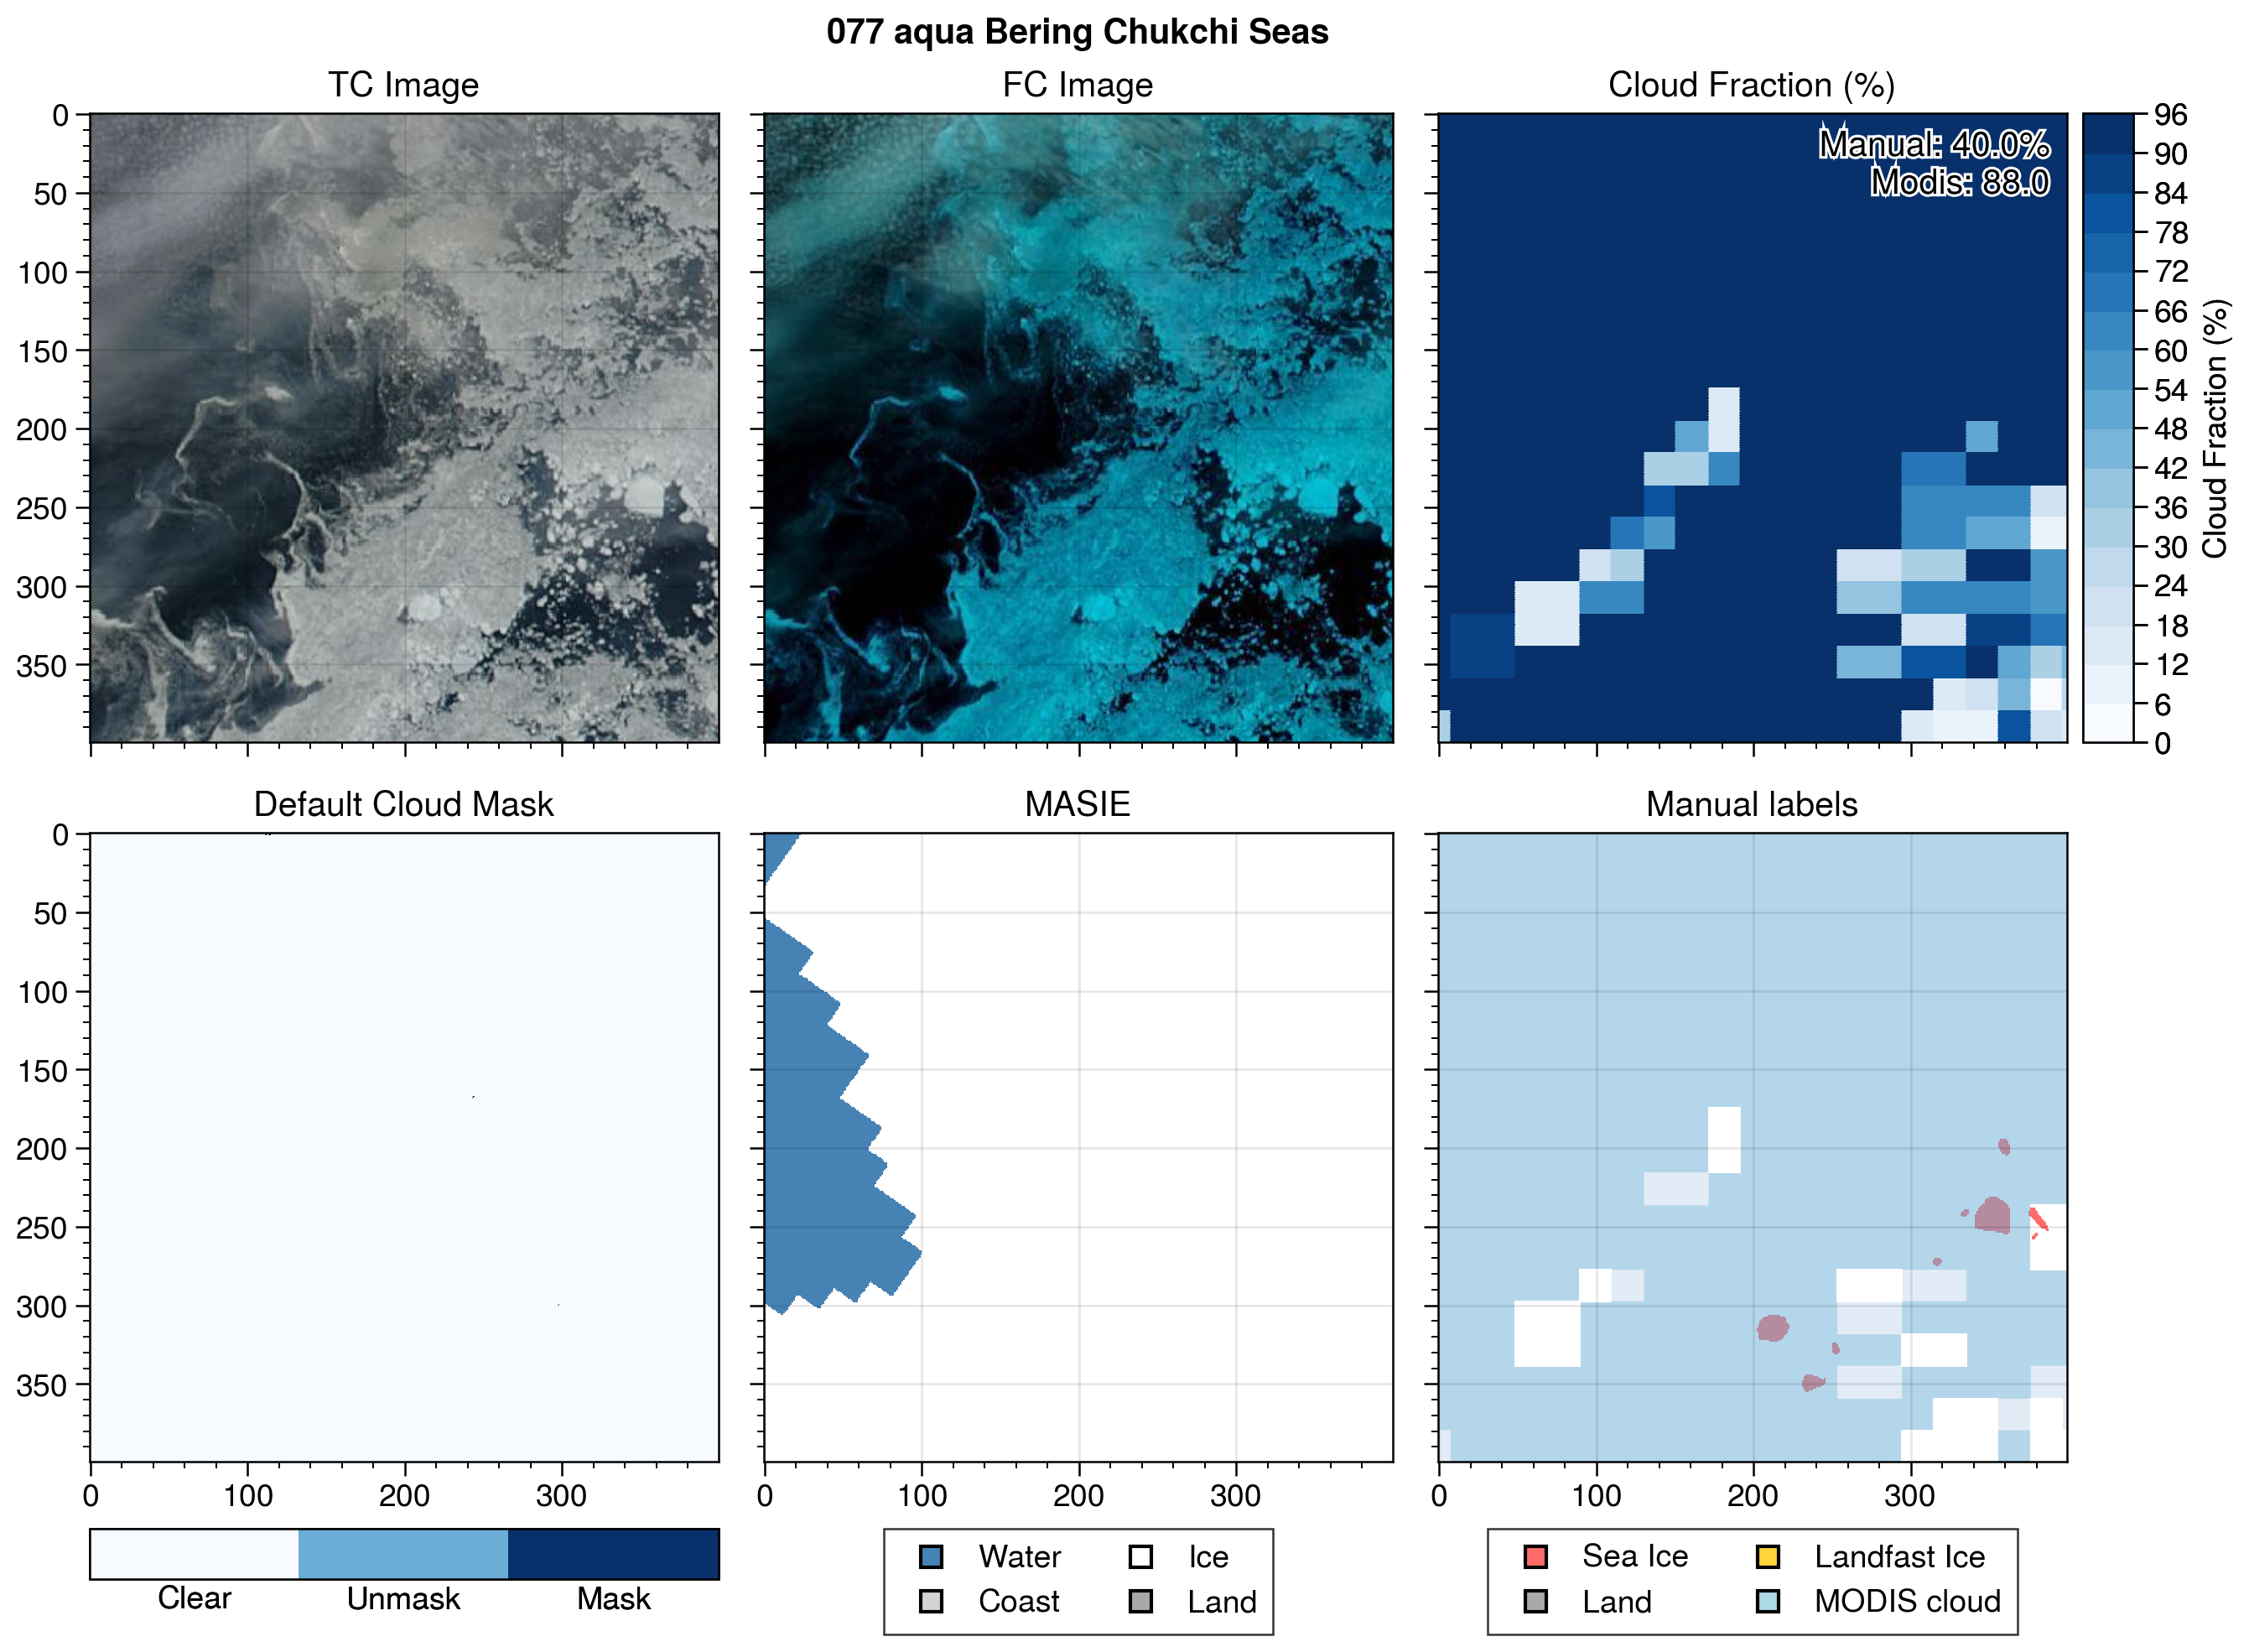 077 aqua Bering Chukchi Seas
TC Image
FC Image
Cloud Fraction (%)
0
50
100
150
200
250
300
350
Manual: 40.0%
Modis: 88.0
96
90
84
78
72
66
60
54
48
42
36
30
24
18
12
6
0
Cloud Fraction (%)
Default Cloud Mask
MASIE
Manual labels
0
50
100
150
200
250
300
350
0 100 200 300
0 100 200 300
0 100 200 300
Clear Unmask Mask
Water Ice
Coast Land
Sea Ice Landfast Ice
Land MODIS cloud